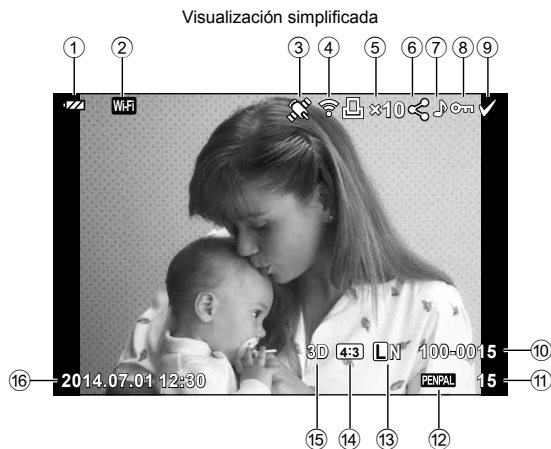 Visualización simplificada
① ② ③ ④ ⑤ ⑥ ⑦ ⑧ ⑨
Wi-Fi ×10
3D 4:3 LN 100-0015 ⑩
⑯ 2014.07.01 12:30 PENPAL 15 ⑪
⑮ ⑭ ⑬ ⑫